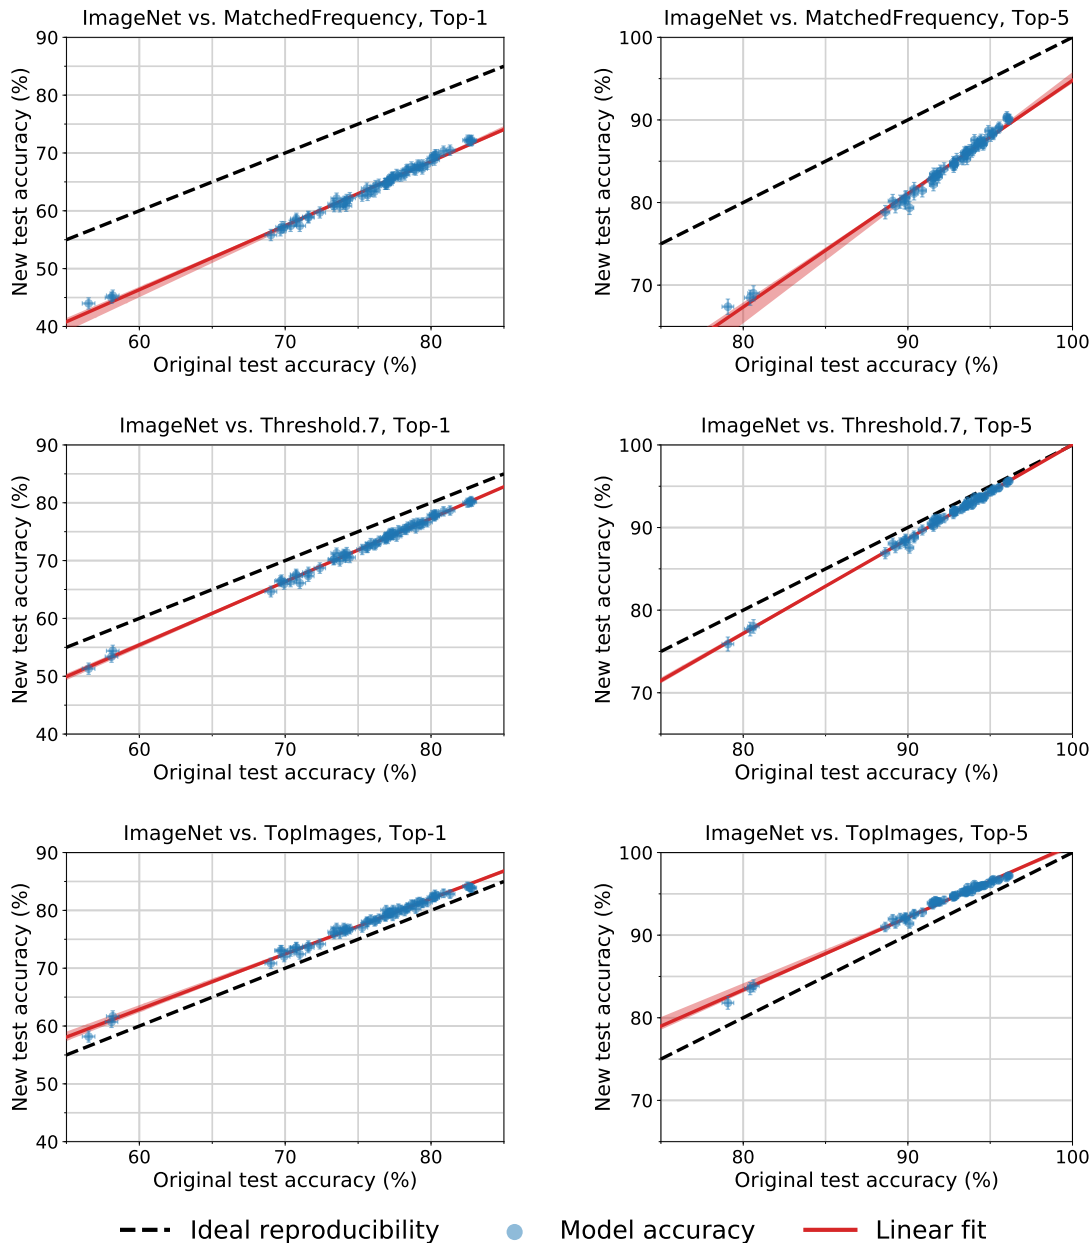 ImageNet vs. MatchedFrequency, Top-1
New test accuracy (%)
90
80
70
60
50
40
60
70
80
Original test accuracy (%)
ImageNet vs. MatchedFrequency, Top-5
New test accuracy (%)
100
90
80
70
80
90
100
Original test accuracy (%)
ImageNet vs. Threshold.7, Top-1
New test accuracy (%)
90
80
70
60
50
40
60
70
80
Original test accuracy (%)
ImageNet vs. Threshold.7, Top-5
New test accuracy (%)
100
90
80
70
80
90
100
Original test accuracy (%)
ImageNet vs. TopImages, Top-1
New test accuracy (%)
90
80
70
60
50
40
60
70
80
Original test accuracy (%)
ImageNet vs. TopImages, Top-5
New test accuracy (%)
100
90
80
70
80
90
100
Original test accuracy (%)
Ideal reproducibility
Model accuracy
Linear fit